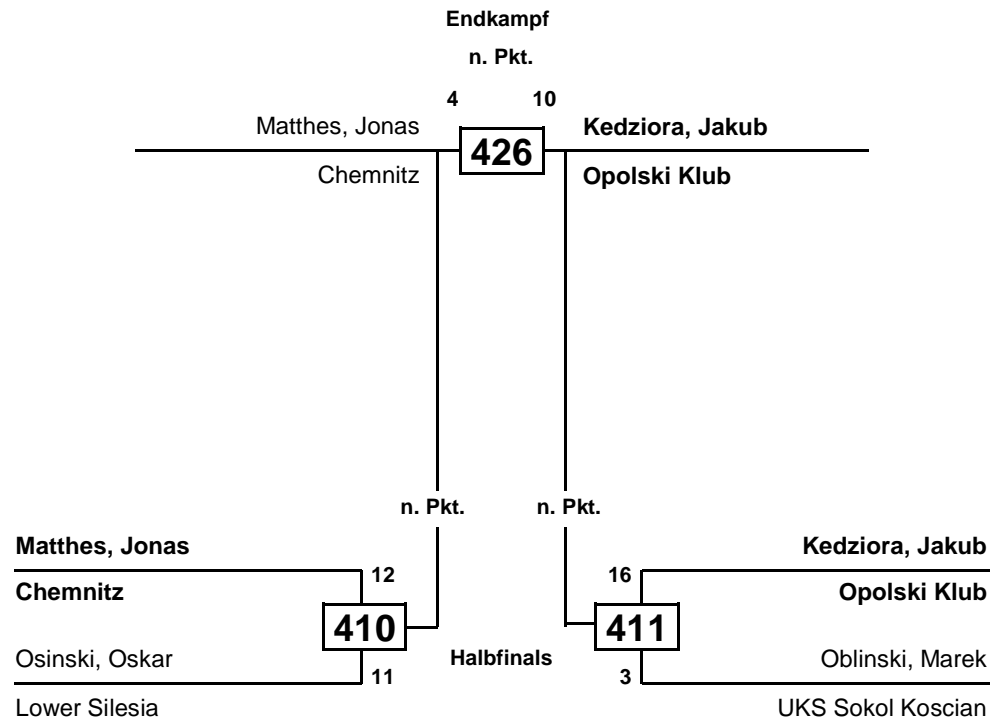 Endkampf
n. Pkt.
4 10
Matthes, Jonas 426 Kedziora, Jakub
Chemnitz Opolski Klub
n. Pkt. n. Pkt.
Matthes, Jonas Kedziora, Jakub
12 16
Chemnitz Opolski Klub
410 411
Osinski, Oskar Halbfinals Oblinski, Marek
11 3
Lower Silesia UKS Sokol Koscian